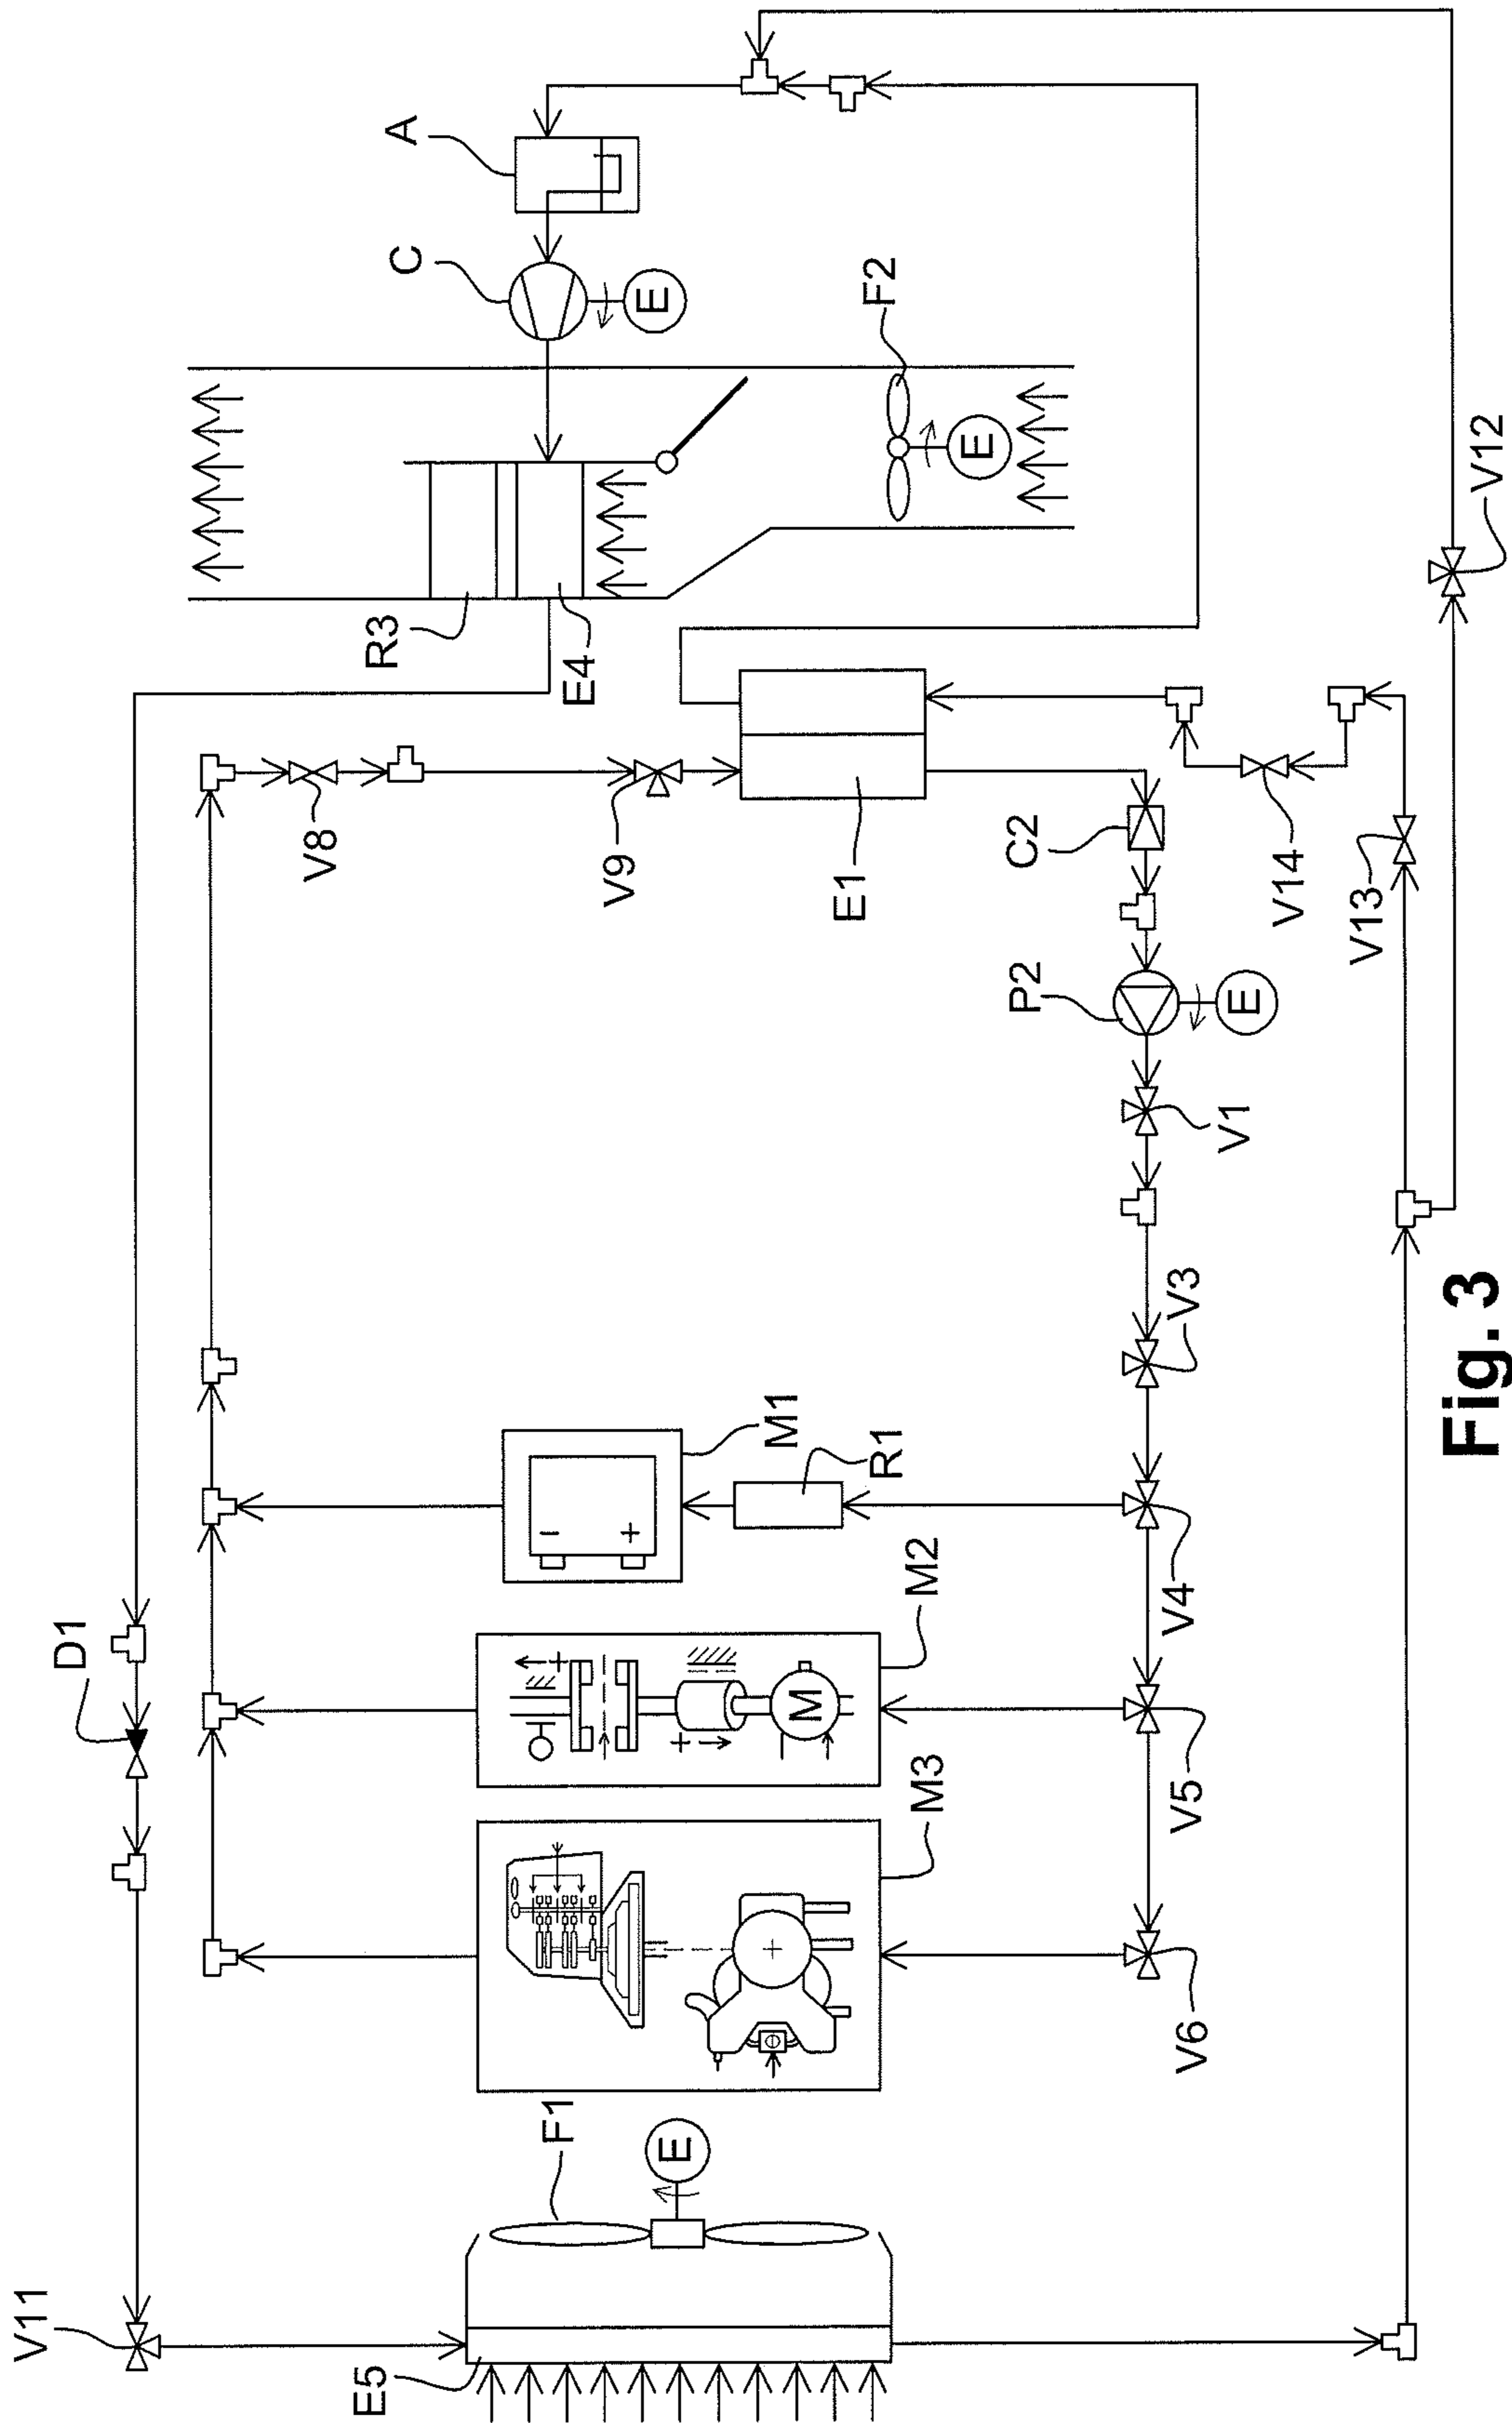 A
C
E
F2
E
R3
E4
V12
V8
V9
E1
C2
V14
V13
P2
E
V1
V3
M1
R1
− +
V4
M2
D1
+
+
M
V5
M3
+
V6
F1
E
V11
E5
Fig. 3